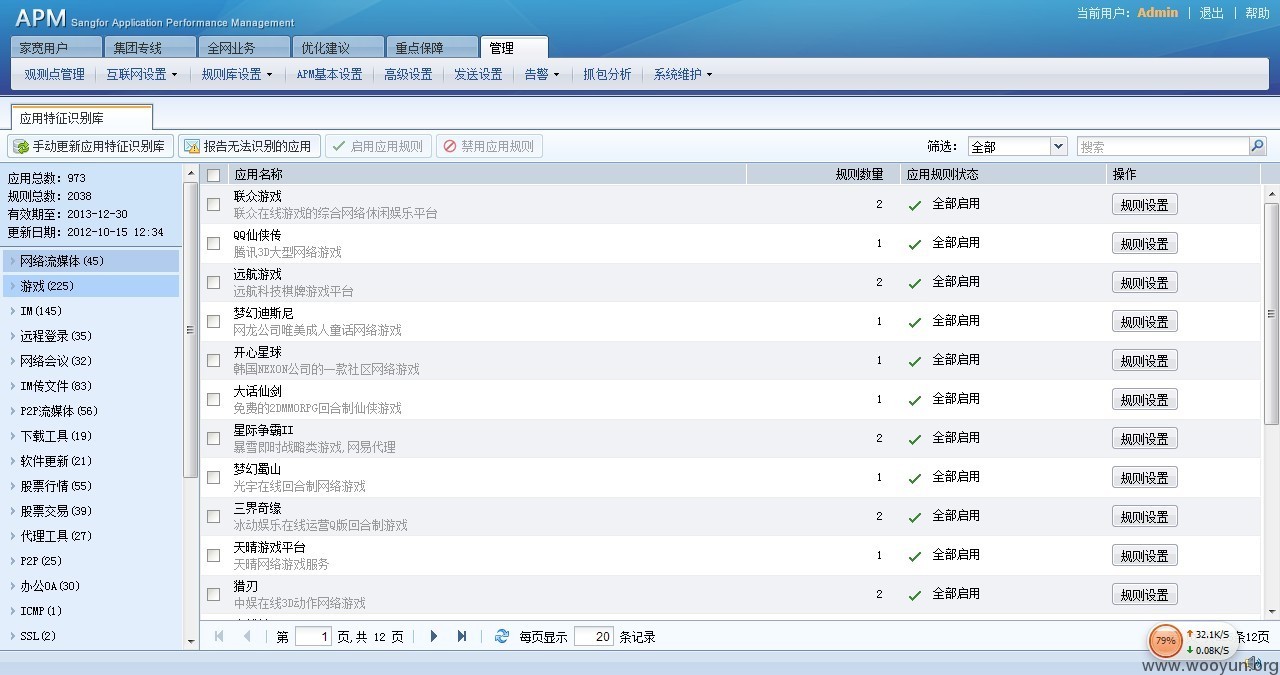 APM Sangfor Application Performance Management
当前用户： Admin | 退出 | 帮助
家宽用户 集团专线 全网业务 优化建议 重点保障 管理
观测点管理 互联网设置 规则库设置 APM基本设置 高级设置 发送设置 告警 抓包分析 系统维护
应用特征识别库
手动更新应用特征识别库 报告无法识别的应用 启用应用规则 禁用应用规则 筛选： 全部 搜索
应用总数：973
规则总数：2038
有效期至：2013-12-30
更新日期：2012-10-15 12:34
网络流媒体(45)
游戏(225)
IM(145)
远程登录(35)
网络会议(32)
IM传文件(83)
P2P流媒体(56)
下载工具(19)
软件更新(21)
股票行情(55)
股票交易(39)
代理工具(27)
P2P(25)
办公OA(30)
ICMP(1)
SSL(2)
应用名称 规则数量 应用规则状态 操作
联众游戏 2 全部启用 规则设置
联众在线游戏的综合网络休闲娱乐平台
QQ仙侠传 1 全部启用 规则设置
腾讯3D大型网络游戏
远航游戏 2 全部启用 规则设置
远航科技棋牌游戏平台
梦幻迪斯尼 1 全部启用 规则设置
网龙公司唯美成人童话网络游戏
开心星球 1 全部启用 规则设置
韩国NEXON公司的一款社区网络游戏
大话仙剑 1 全部启用 规则设置
免费的2DMMORPG回合制仙侠游戏
星际争霸II 2 全部启用 规则设置
暴雪即时战略类游戏,网易代理
梦幻蜀山 1 全部启用 规则设置
光宇在线回合制网络游戏
三界奇缘 2 全部启用 规则设置
冰动娱乐在线运营Q版回合制游戏
天晴游戏平台 1 全部启用 规则设置
天晴网络游戏服务
猎刃 2 全部启用 规则设置
中娱在线3D动作网络游戏
第 1 页,共 12 页 每页显示 20 条记录
79% 32.1K/S
0.08K/S
条12页
www.wooyun.org